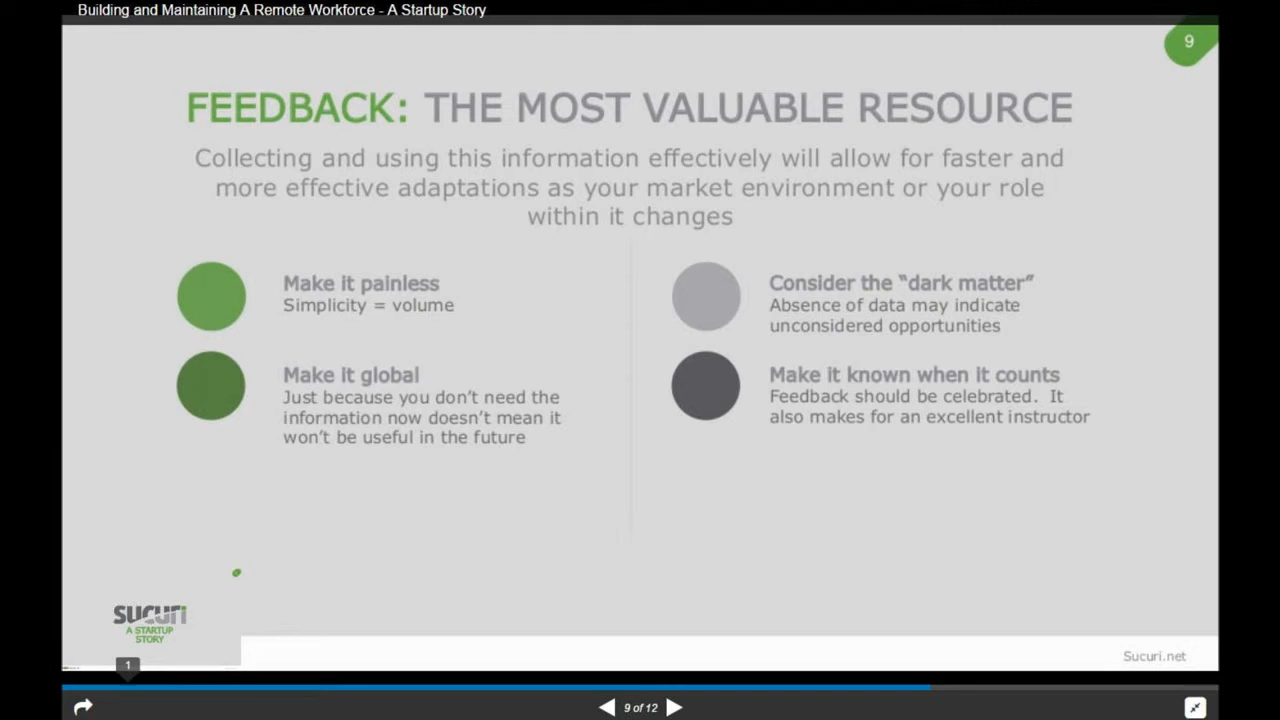 Building and Maintaining A Remote Workforce - A Startup Story
9
FEEDBACK: THE MOST VALUABLE RESOURCE
Collecting and using this information effectively will allow for faster and
more effective adaptations as your market environment or your role
within it changes
Make it painless
Simplicity = volume
Make it global
Just because you don’t need the
information now doesn’t mean it
won’t be useful in the future
Consider the “dark matter”
Absence of data may indicate
unconsidered opportunities
Make it known when it counts
Feedback should be celebrated.  It
also makes for an excellent instructor
SUCURI
A STARTUP
STORY
Sucuri.net
1
9 of 12